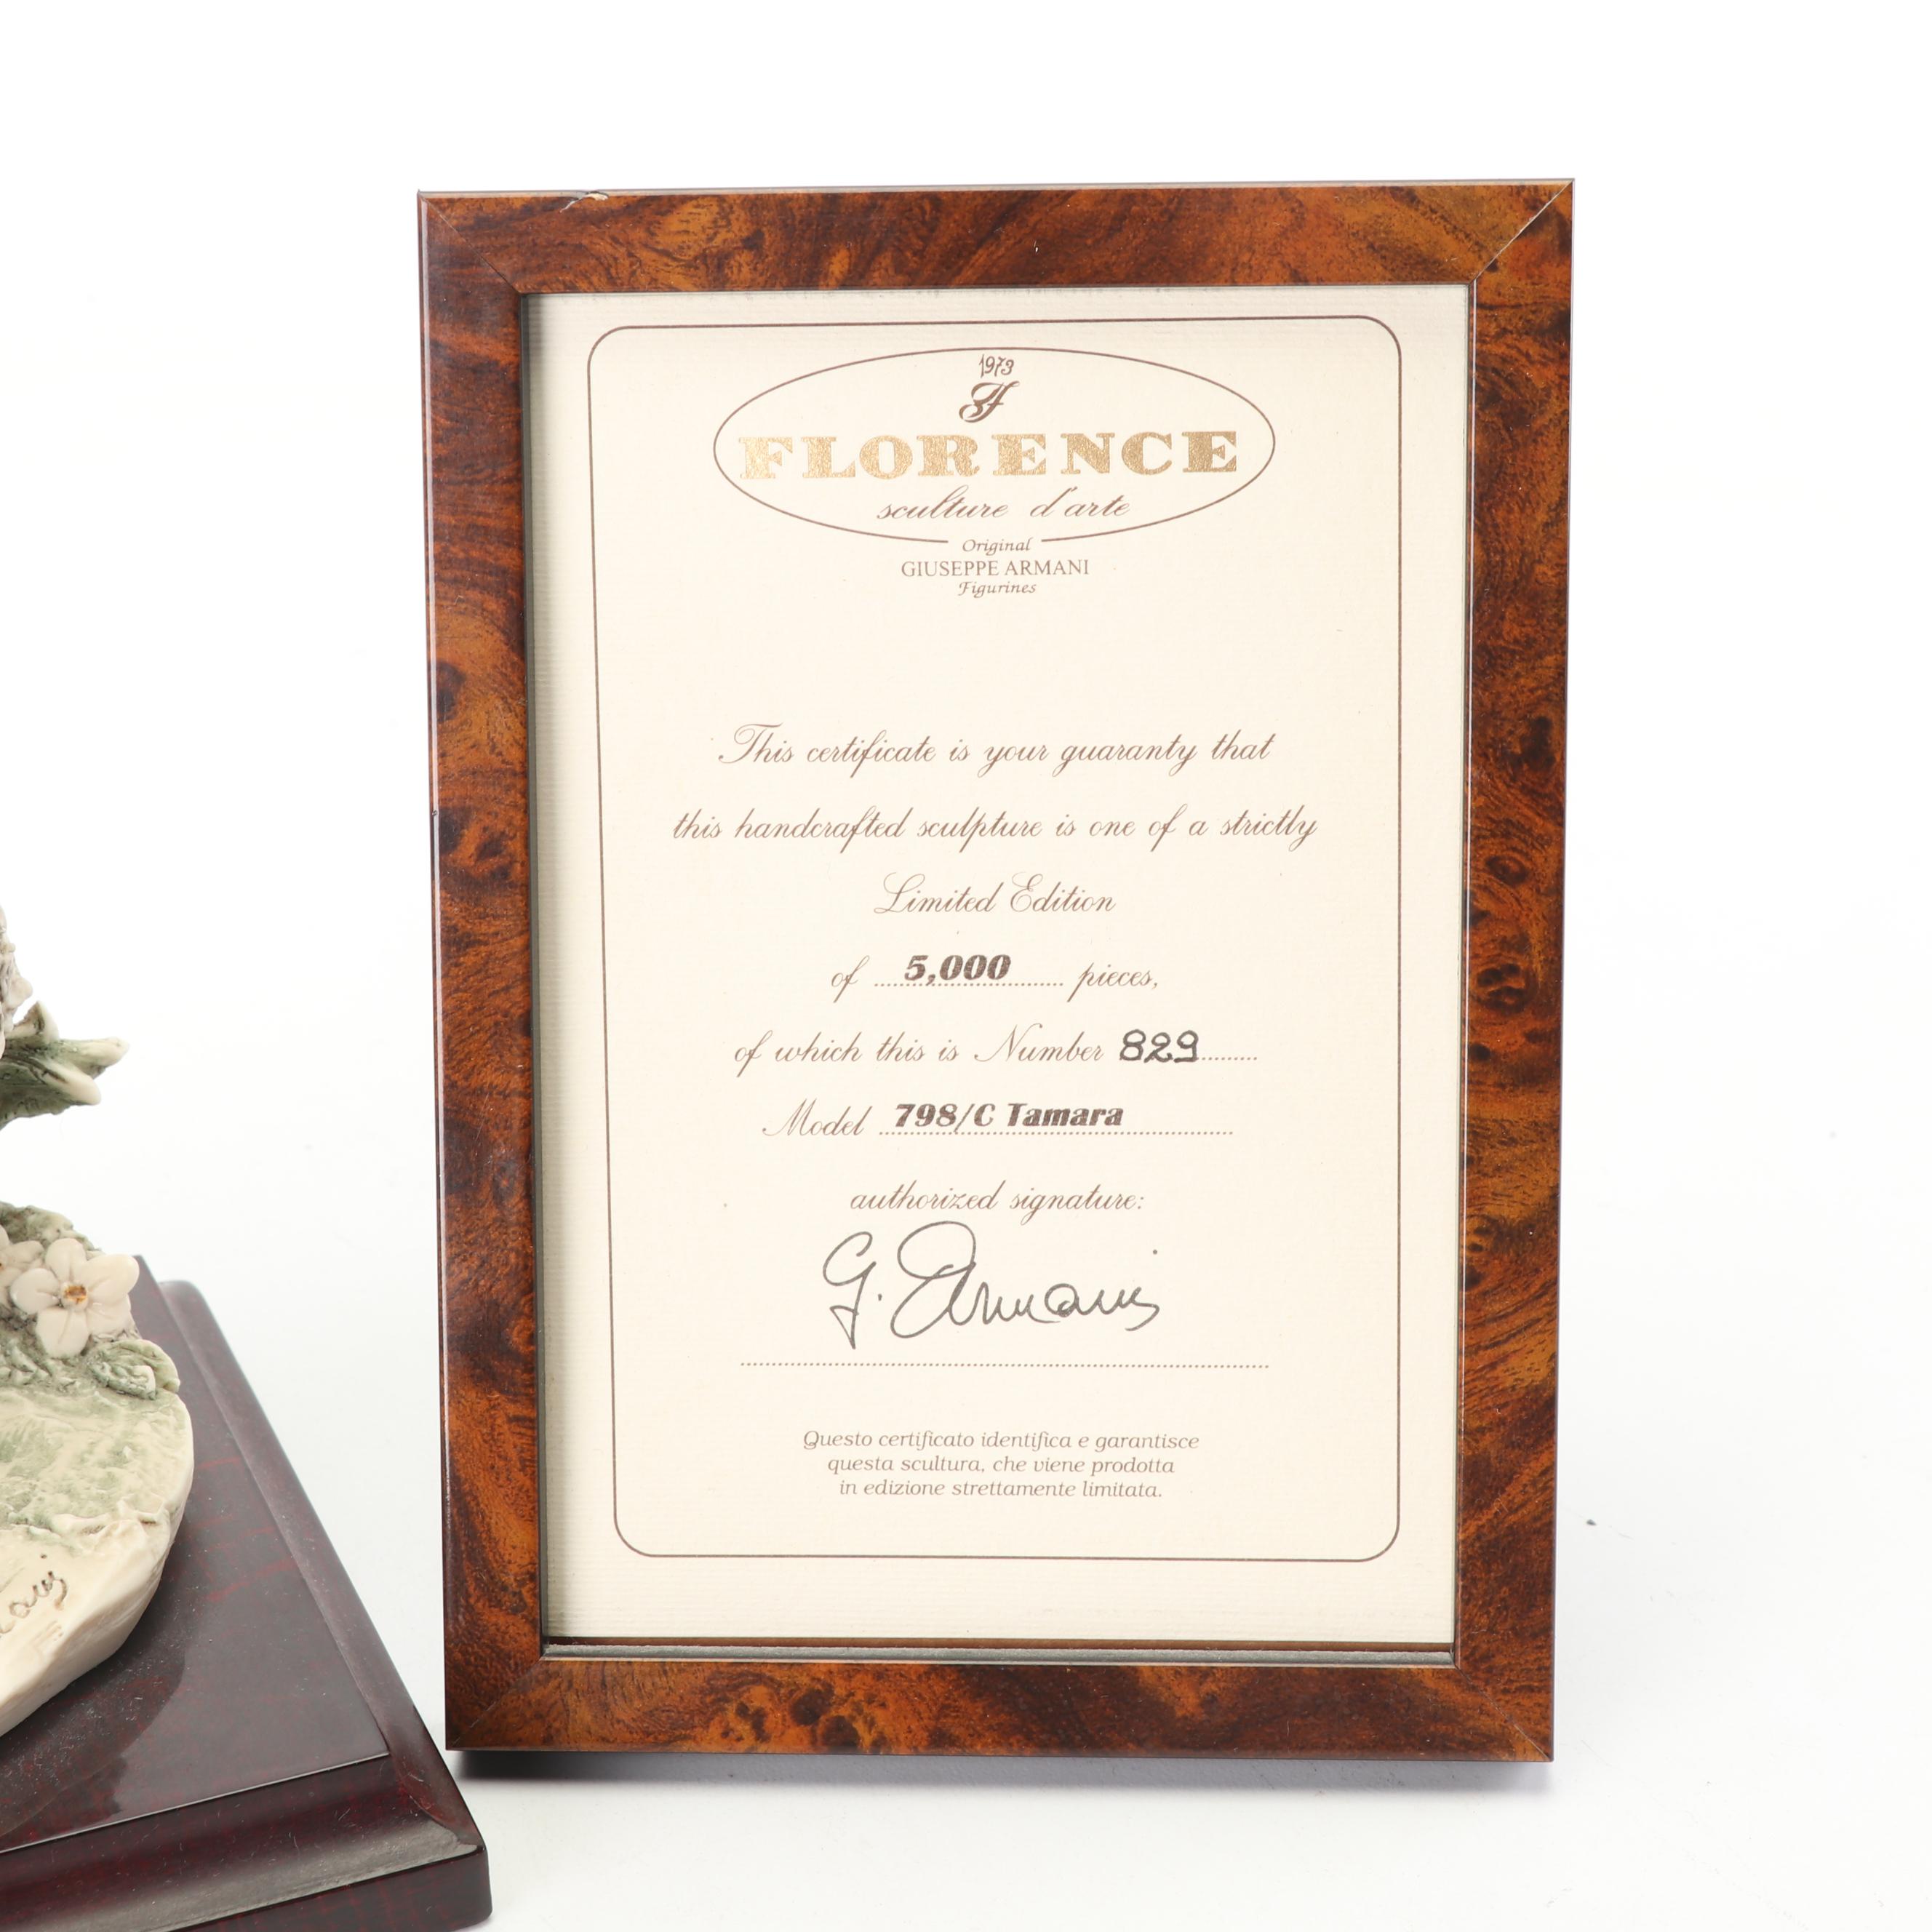 1973
FLORENCE
sculture d'arte
Original
GIUSEPPE ARMANI
Figurines
This certificate is your guaranty that
this handcrafted sculpture is one of a strictly
Limited Edition
of 5,000 pieces,
of which this is Number 829
Model 798/C Tamara
authorized signature:
G. Armani
Questo certificato identifica e garantisce
questa scultura, che viene prodotta
in edizione strettamente limitata.